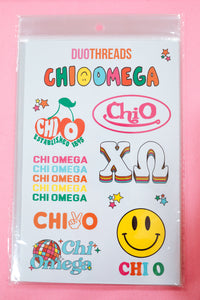 DUOTHREADS
CHIOOMEGA
CHIO
ESTABLISHED 1895
ChiO
CHI OMEGA
CHI OMEGA
CHI OMEGA
CHI OMEGA
CHI OMEGA
ΧΩ
CHI
Chi
Omega
CHI O